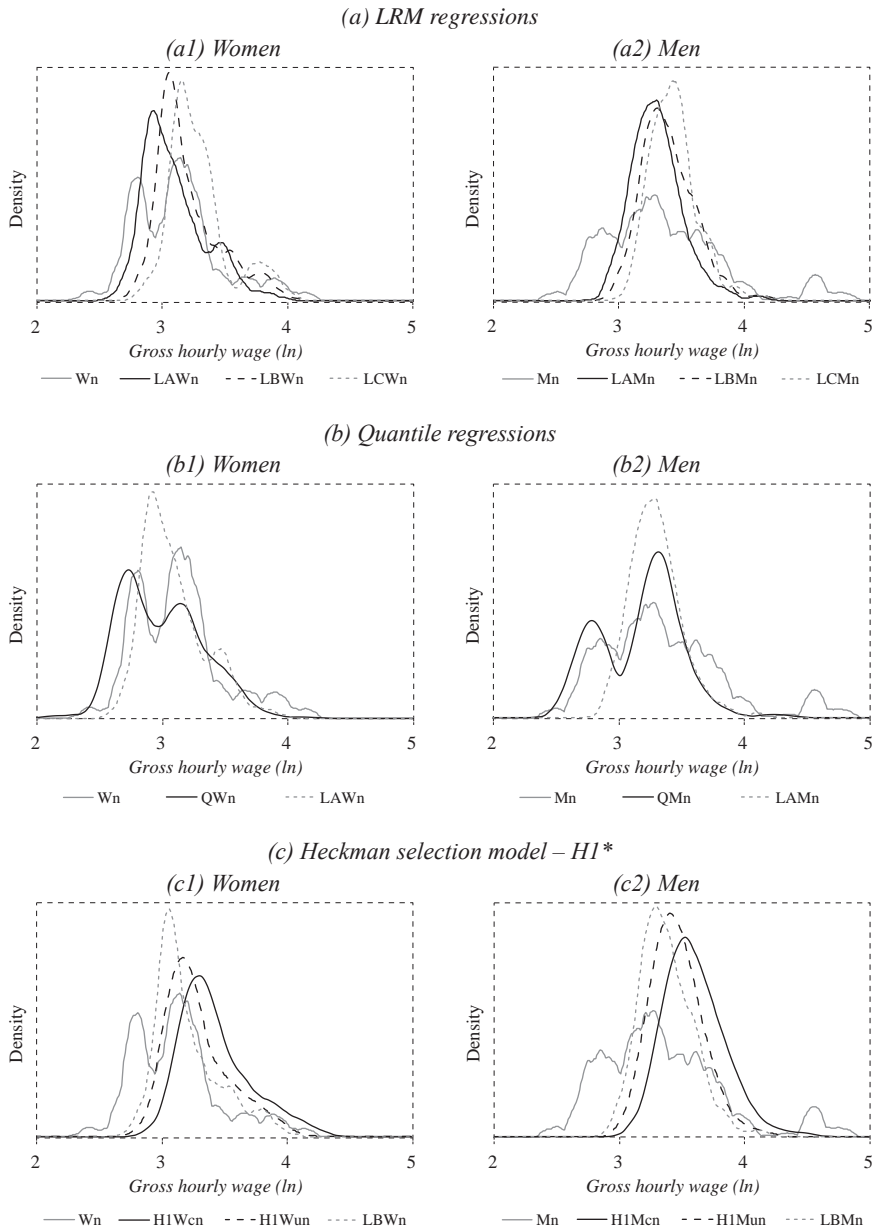 (a) LRM regressions
(a1) Women
(a2) Men
Density
Density
2 3 4 5
2 3 4 5
Gross hourly wage (ln)
Gross hourly wage (ln)
Wn LAWn LBWn LCWn
Mn LAMn LBMn LCMn
(b) Quantile regressions
(b1) Women
(b2) Men
Density
Density
2 3 4 5
2 3 4 5
Gross hourly wage (ln)
Gross hourly wage (ln)
Wn QWn LAWn
Mn QMn LAMn
(c) Heckman selection model – H1*
(c1) Women
(c2) Men
Density
Density
2 3 4 5
2 3 4 5
Gross hourly wage (ln)
Gross hourly wage (ln)
Wn H1Wcn H1Wun LBWn
Mn H1Mcn H1Mun LBMn